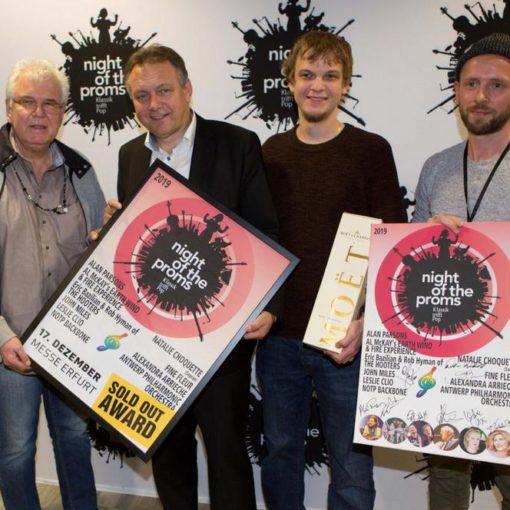 night
of the
proms
Klassik
trifft
Pop
night
of the
proms
Klassik
trifft
Pop
night
of the
proms
2019
night
of the
proms
Klassik
trifft
Pop
ALAN PARSONS
AL McKAY'S EARTH WIND
& FIRE EXPERIENCE
Eric Bazilian & Rob Hyman of
THE HOOTERS
JOHN MILES
LESLIE CLIO
NOTP BACKBONE
NATALIE CHOQUETTE
FINE FLEUR
ALEXANDRA ARRIECHE
ANTWERP PHILHARMONIC
ORCHESTRA
17. DEZEMBER
MESSE ERFURT
SOLD OUT
AWARD
MOËT
2019
night
of the
proms
Klassik
trifft
Pop
ALAN PARSONS
AL McKAY'S EARTH WIND
& FIRE EXPERIENCE
Eric Bazilian & Rob Hyman of
THE HOOTERS
JOHN MILES
LESLIE CLIO
NOTP BACKBONE
NATALIE CHOQUETTE
FINE FLEUR
ALEXANDRA ARRIECHE
ANTWERP PHILHARMONIC
ORCHESTRA